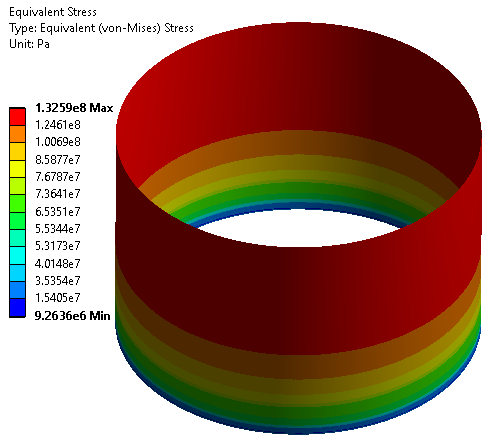 Equivalent Stress
Type: Equivalent (von-Mises) Stress
Unit: Pa
1.3259e8 Max
1.2461e8
1.0069e8
8.5877e7
7.6787e7
7.3641e7
6.5351e7
5.5344e7
5.3173e7
4.0148e7
3.5354e7
1.5405e7
9.2636e6 Min